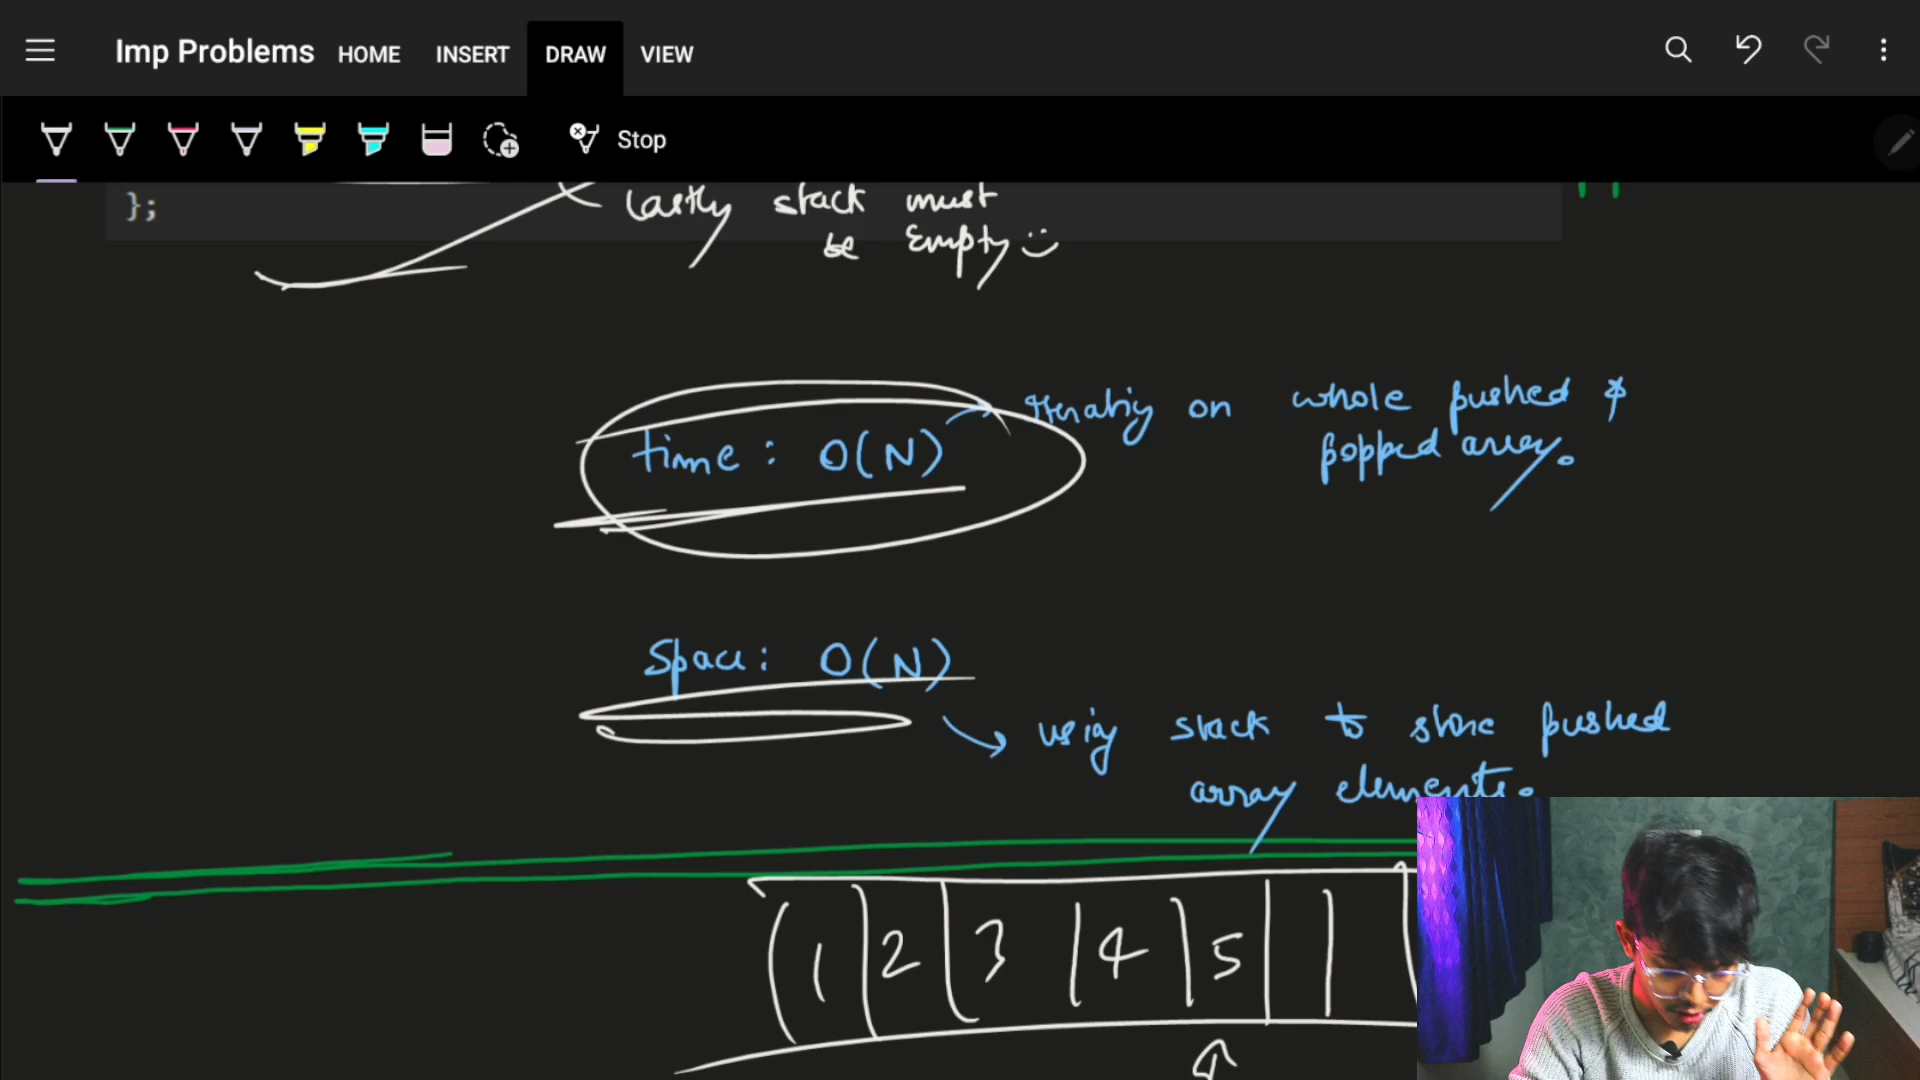 Imp Problems HOME INSERT DRAW VIEW
Stop
};
Lastly stack must
be Empty
time: O(N)
Iterating on whole pushed &
popped array.
Space: O(N)
using stack to store pushed
array elements.
1 2 3 4 5